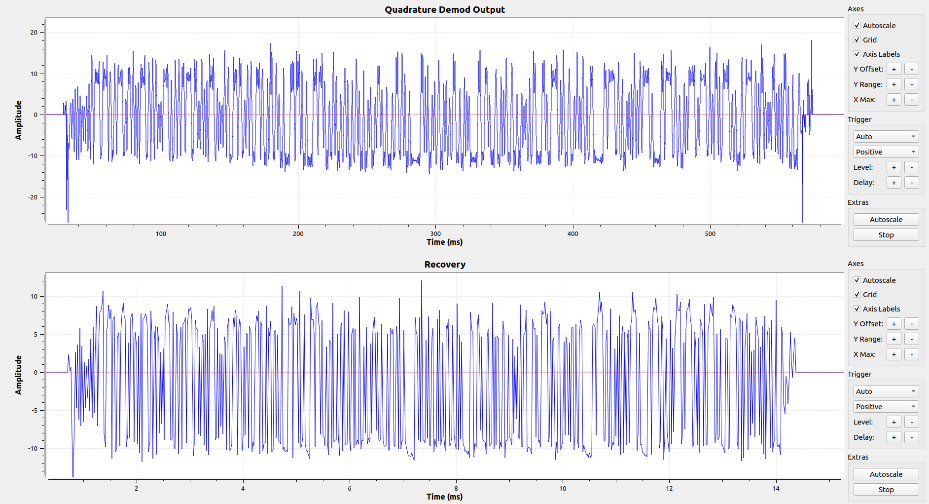 Quadrature Demod Output
Amplitude
20
10
0
-10
-20
100
200
300
400
500
Time (ms)
Axes
Autoscale
Grid
Axis Labels
Y Offset: + -
Y Range: + -
X Max: + -
Trigger
Auto
Positive
Level: + -
Delay: + -
Extras
Autoscale
Stop
Recovery
Amplitude
10
5
0
-5
-10
2
4
6
8
10
12
14
Time (ms)
Axes
Autoscale
Grid
Axis Labels
Y Offset: + -
Y Range: + -
X Max: + -
Trigger
Auto
Positive
Level: + -
Delay: + -
Extras
Autoscale
Stop